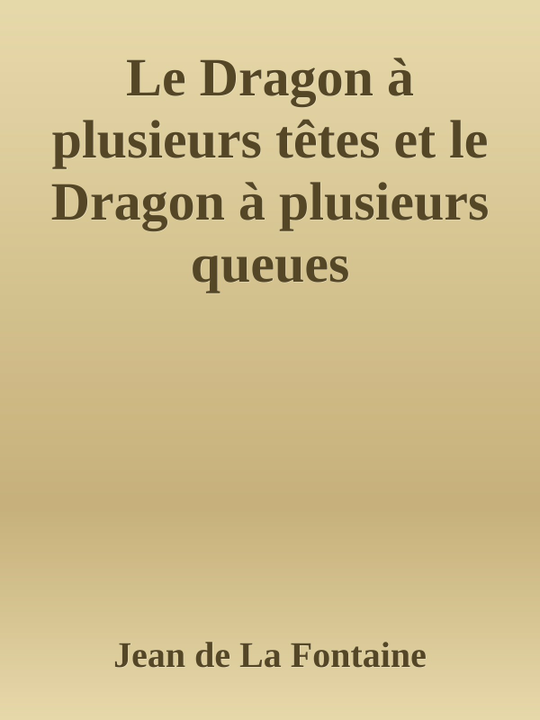 Le Dragon à
plusieurs têtes et le
Dragon à plusieurs
queues
Jean de La Fontaine